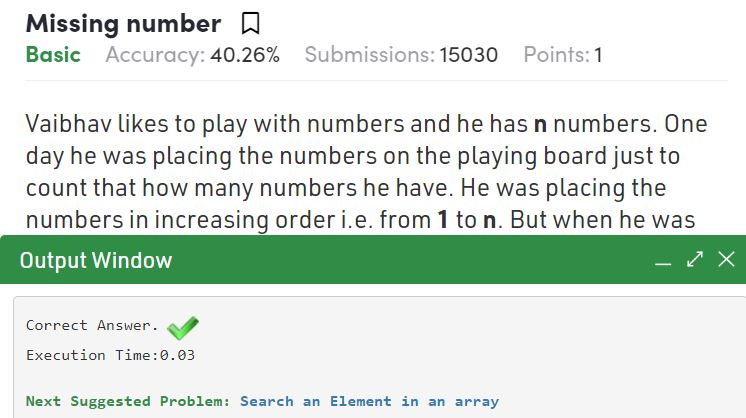 Missing number
Basic Accuracy: 40.26% Submissions: 15030 Points: 1
Vaibhav likes to play with numbers and he has n numbers. One
day he was placing the numbers on the playing board just to
count that how many numbers he have. He was placing the
numbers in increasing order i.e. from 1 to n. But when he was
Output Window
Correct Answer.
Execution Time:0.03
Next Suggested Problem: Search an Element in an array